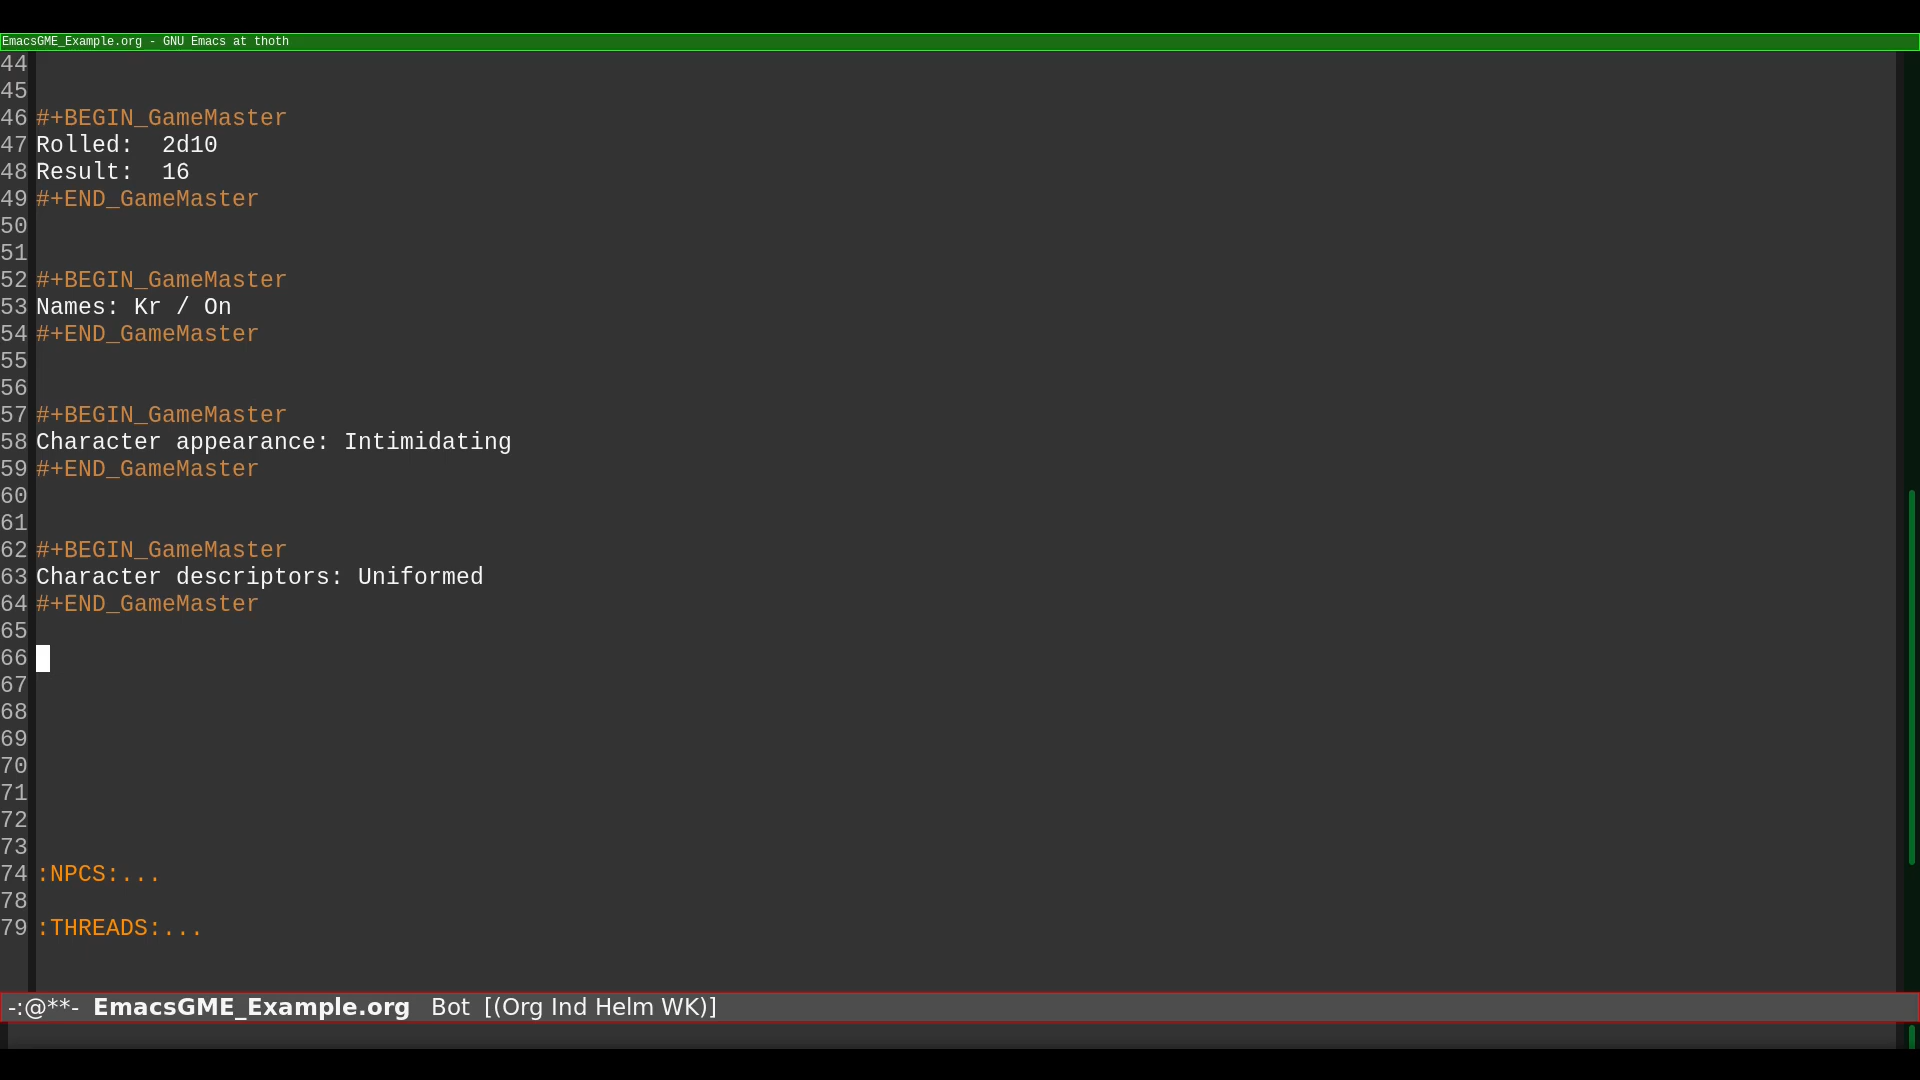 EmacsGME_Example.org - GNU Emacs at thoth
44
45
46 #+BEGIN_GameMaster
47 Rolled:  2d10
48 Result:  16
49 #+END_GameMaster
50
51
52 #+BEGIN_GameMaster
53 Names: Kr / On
54 #+END_GameMaster
55
56
57 #+BEGIN_GameMaster
58 Character appearance: Intimidating
59 #+END_GameMaster
60
61
62 #+BEGIN_GameMaster
63 Character descriptors: Uniformed
64 #+END_GameMaster
65
66
67
68
69
70
71
72
73
74 :NPCS:...
78
79 :THREADS:...
-:@**- EmacsGME_Example.org Bot [(Org Ind Helm WK)]